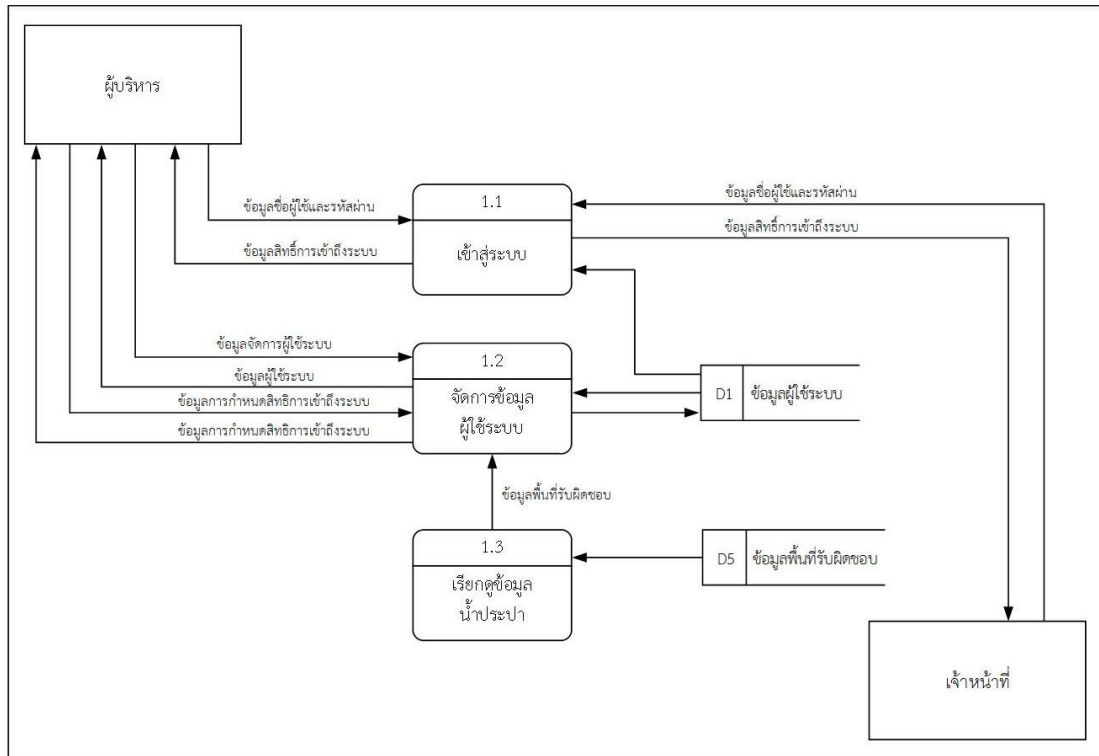 ผู้บริหาร
ข้อมูลชื่อผู้ใช้และรหัสผ่าน
1.1
ข้อมูลชื่อผู้ใช้และรหัสผ่าน
ข้อมูลสิทธิ์การเข้าถึงระบบ
เข้าสู่ระบบ
ข้อมูลสิทธิ์การเข้าถึงระบบ
ข้อมูลจัดการผู้ใช้ระบบ
1.2
ข้อมูลผู้ใช้ระบบ
ข้อมูลการกำหนดสิทธิการเข้าถึงระบบ
ข้อมูลการกำหนดสิทธิการเข้าถึงระบบ
จัดการข้อมูล
ผู้ใช้ระบบ
D1 ข้อมูลผู้ใช้ระบบ
ข้อมูลพื้นที่รับผิดชอบ
1.3
เรียกดูข้อมูล
น้ำประปา
D5 ข้อมูลพื้นที่รับผิดชอบ
เจ้าหน้าที่